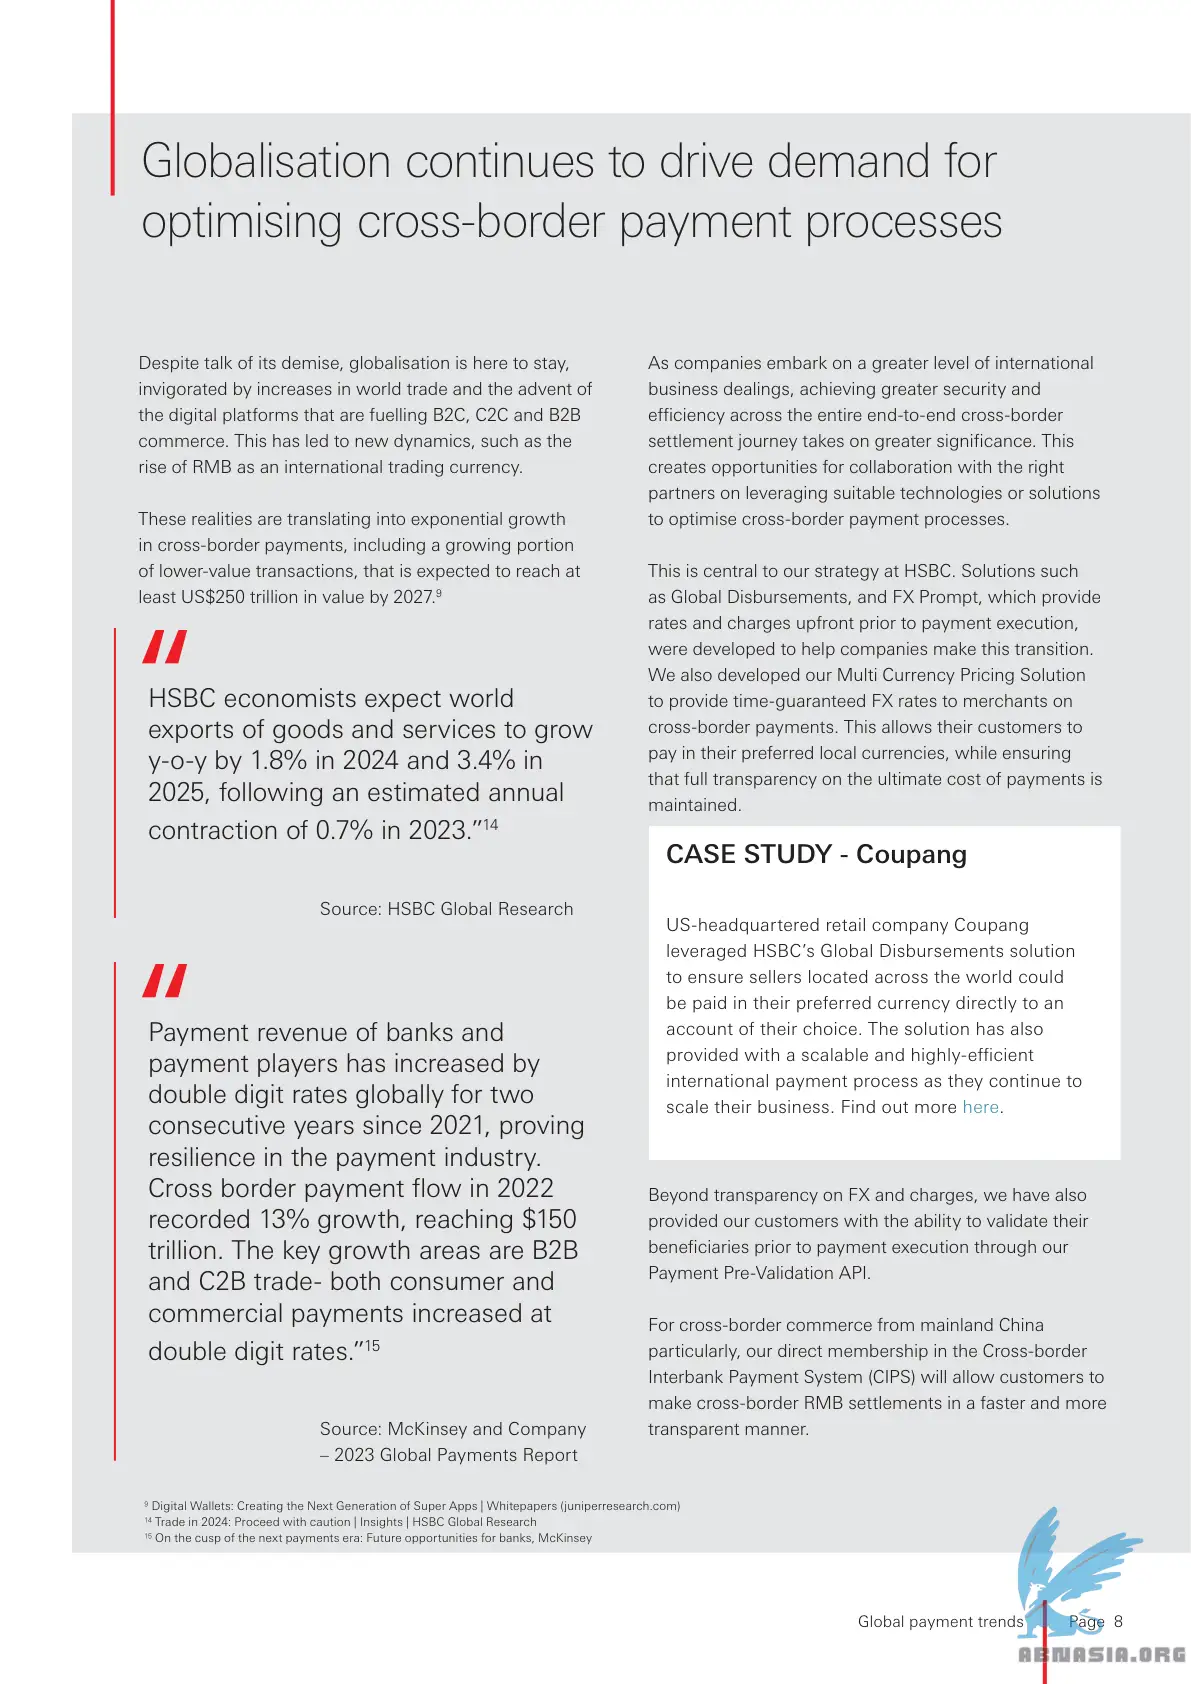 Globalisation continues to drive demand for
optimising cross-border payment processes
Despite talk of its demise, globalisation is here to stay,
invigorated by increases in world trade and the advent of
the digital platforms that are fuelling B2C, C2C and B2B
commerce. This has led to new dynamics, such as the
rise of RMB as an international trading currency.
These realities are translating into exponential growth
in cross-border payments, including a growing portion
of lower-value transactions, that is expected to reach at
least US$250 trillion in value by 2027.⁹
“
HSBC economists expect world
exports of goods and services to grow
y-o-y by 1.8% in 2024 and 3.4% in
2025, following an estimated annual
contraction of 0.7% in 2023.”¹⁴
Source: HSBC Global Research
“
Payment revenue of banks and
payment players has increased by
double digit rates globally for two
consecutive years since 2021, proving
resilience in the payment industry.
Cross border payment flow in 2022
recorded 13% growth, reaching $150
trillion. The key growth areas are B2B
and C2B trade- both consumer and
commercial payments increased at
double digit rates.”¹⁵
Source: McKinsey and Company
– 2023 Global Payments Report
As companies embark on a greater level of international
business dealings, achieving greater security and
efficiency across the entire end-to-end cross-border
settlement journey takes on greater significance. This
creates opportunities for collaboration with the right
partners on leveraging suitable technologies or solutions
to optimise cross-border payment processes.
This is central to our strategy at HSBC. Solutions such
as Global Disbursements, and FX Prompt, which provide
rates and charges upfront prior to payment execution,
were developed to help companies make this transition.
We also developed our Multi Currency Pricing Solution
to provide time-guaranteed FX rates to merchants on
cross-border payments. This allows their customers to
pay in their preferred local currencies, while ensuring
that full transparency on the ultimate cost of payments is
maintained.
CASE STUDY - Coupang
US-headquartered retail company Coupang
leveraged HSBC’s Global Disbursements solution
to ensure sellers located across the world could
be paid in their preferred currency directly to an
account of their choice. The solution has also
provided with a scalable and highly-efficient
international payment process as they continue to
scale their business. Find out more here.
Beyond transparency on FX and charges, we have also
provided our customers with the ability to validate their
beneficiaries prior to payment execution through our
Payment Pre-Validation API.
For cross-border commerce from mainland China
particularly, our direct membership in the Cross-border
Interbank Payment System (CIPS) will allow customers to
make cross-border RMB settlements in a faster and more
transparent manner.
⁹ Digital Wallets: Creating the Next Generation of Super Apps | Whitepapers (juniperresearch.com)
¹⁴ Trade in 2024: Proceed with caution | Insights | HSBC Global Research
¹⁵ On the cusp of the next payments era: Future opportunities for banks, McKinsey
Global payment trends Page 8
ABNASIA.ORG